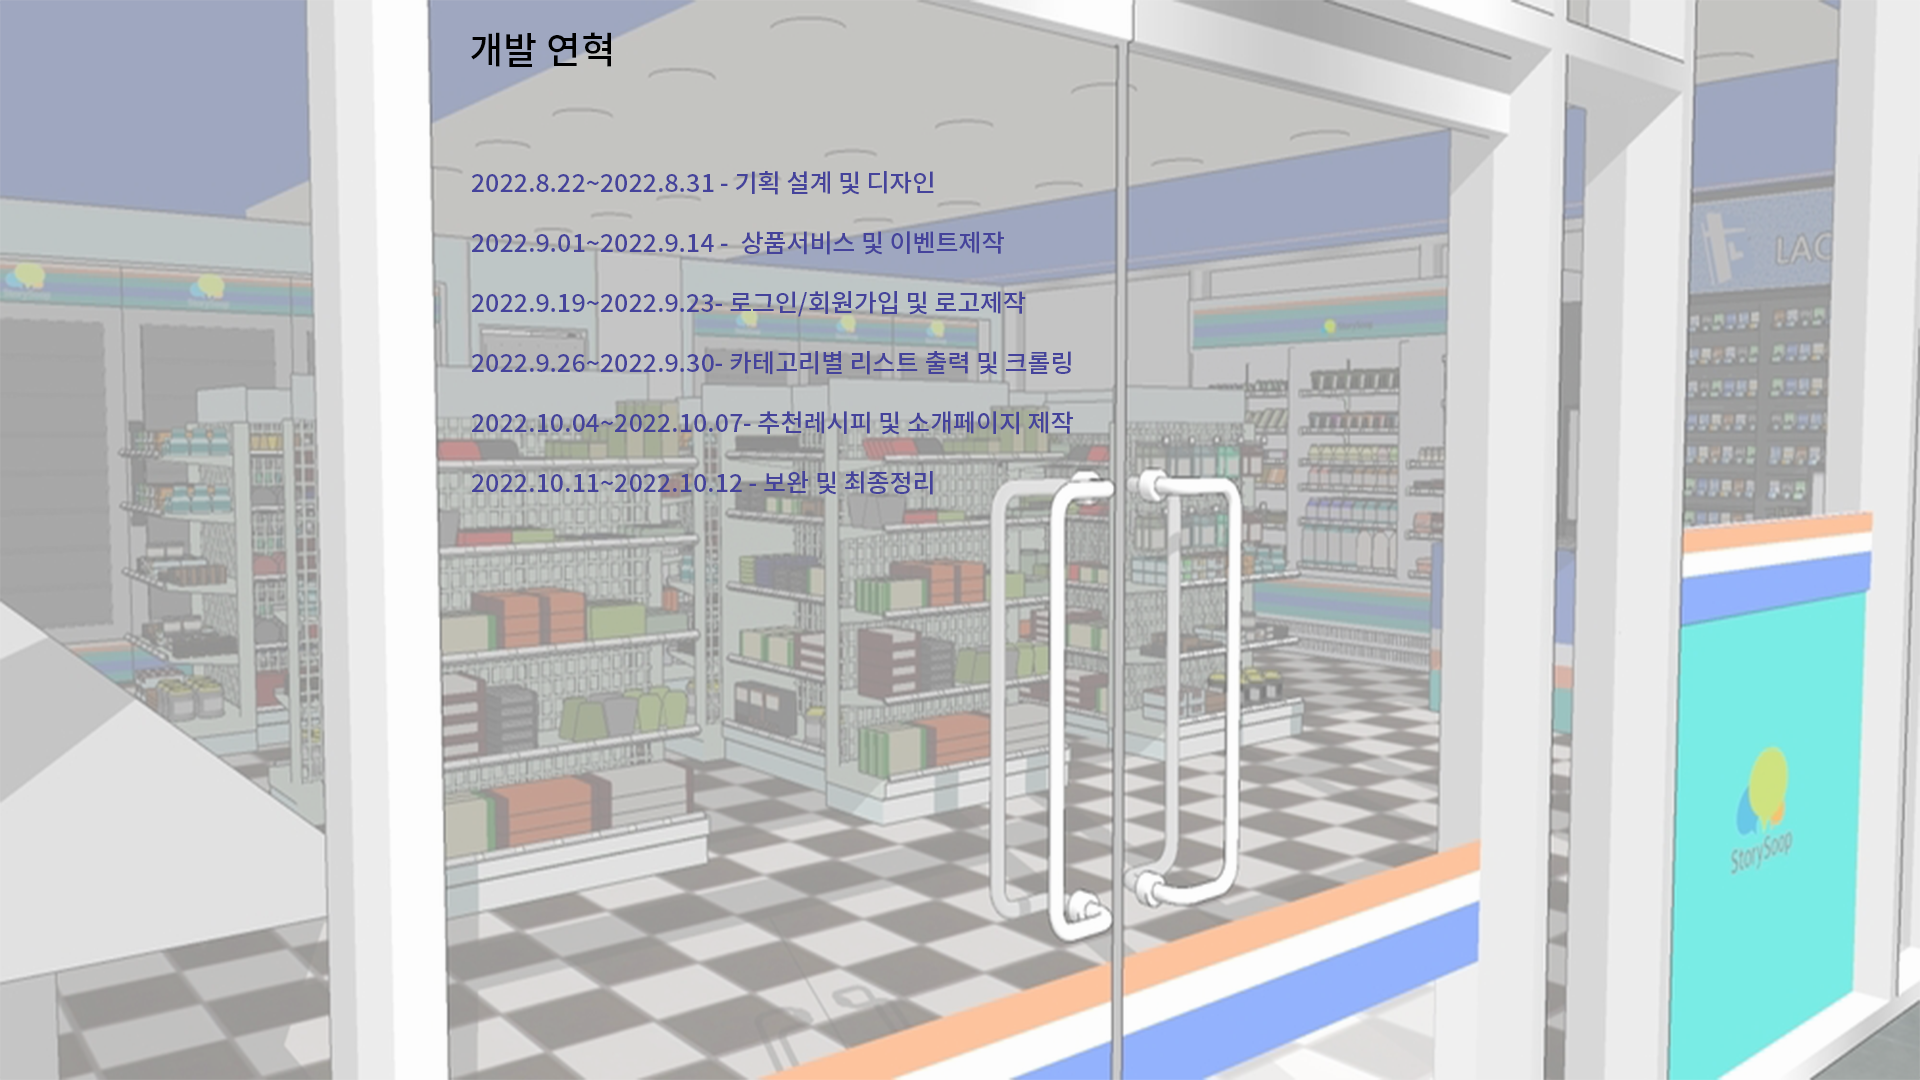 개발 연혁
2022.8.22~2022.8.31 - 기획 설계 및 디자인
2022.9.01~2022.9.14 - 상품서비스 및 이벤트제작
2022.9.19~2022.9.23- 로그인/회원가입 및 로고제작
2022.9.26~2022.9.30- 카테고리별 리스트 출력 및 크롤링
2022.10.04~2022.10.07- 추천레시피 및 소개페이지 제작
2022.10.11~2022.10.12 - 보완 및 최종정리
LAC
StorySoop